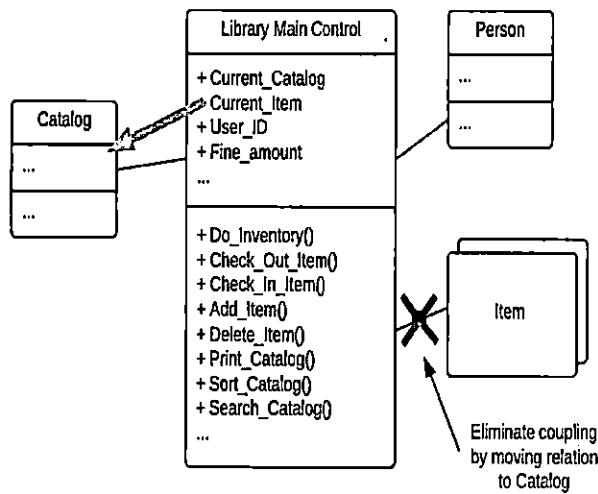 Library Main Control
+ Current_Catalog
+ Current_Item
+ User_ID
+ Fine_amount
...
+ Do_Inventory()
+ Check_Out_Item()
+ Check_In_Item()
+ Add_Item()
+ Delete_Item()
+ Print_Catalog()
+ Sort_Catalog()
+ Search_Catalog()
...
Catalog
...
...
Person
...
...
Item
Eliminate coupling
by moving relation
to Catalog